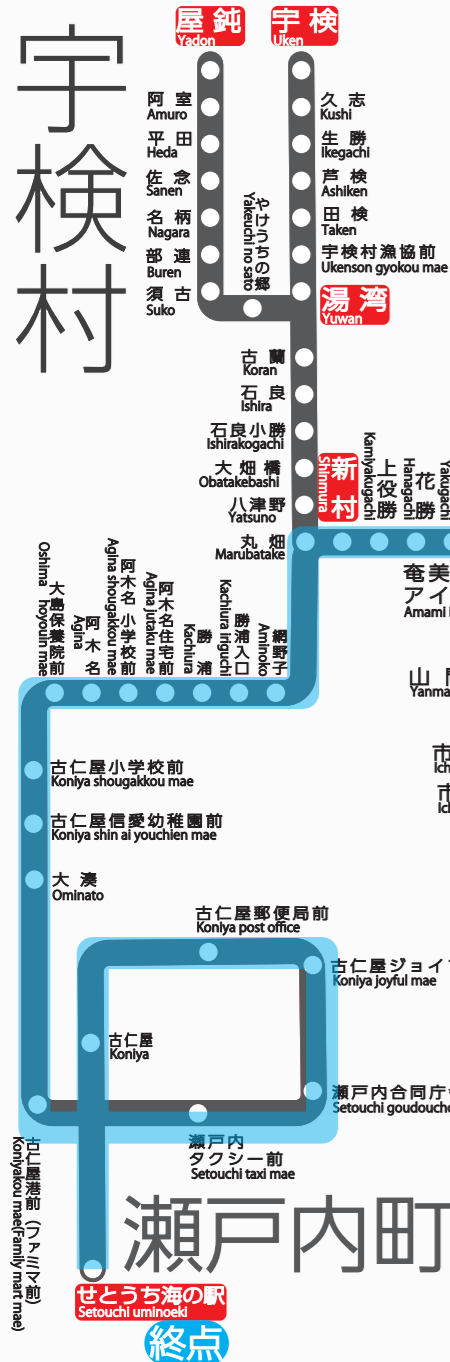 宇検村
屋鈍
Yadon
宇検
Uken
阿室
Amuro
平田
Heda
佐念
Sanen
名柄
Nagara
部連
Buren
須古
Suko
やけうちの郷
Yakeuchi no sato
久志
Kushi
生勝
Ikegachi
芦検
Ashiken
田検
Taken
宇検村漁協前
Ukenson gyokou mae
湯湾
Yuwan
古蘭
Koran
石良
Ishira
石良小勝
Ishirakogachi
大畑橋
Obatakebashi
八津野
Yatsuno
丸畑
Marubatake
新村
Shinmura
上役勝
Kamiyakugachi
花勝
Hanagachi
Yakugachi
奄美
アイ
Amami i
山
Yanma
市
Ich
市
Ich
大島保養院前
Oshima hoyouin mae
阿木名
Agina
阿木名 小学校前
Agina shougakkou mae
阿木名住宅前
Agina jutaku mae
勝浦
Kachiura
勝浦入口
Kachiura iriguchi
網野子
Aminoko
古仁屋小学校前
Koniya shougakkou mae
古仁屋信愛幼稚園前
Koniya shin ai youchien mae
大湊
Ominato
古仁屋郵便局前
Koniya post office
古仁屋ジョイ
Koniya joyful mae
古仁屋
Koniya
瀬戸内合同庁
Setouchi goudouch
瀬戸内
タクシー前
Setouchi taxi mae
古仁屋港前（ファミマ前）
Koniyakou mae(Family mart mae)
瀬戸内町
せとうち海の駅
Setouchi uminoeki
終点